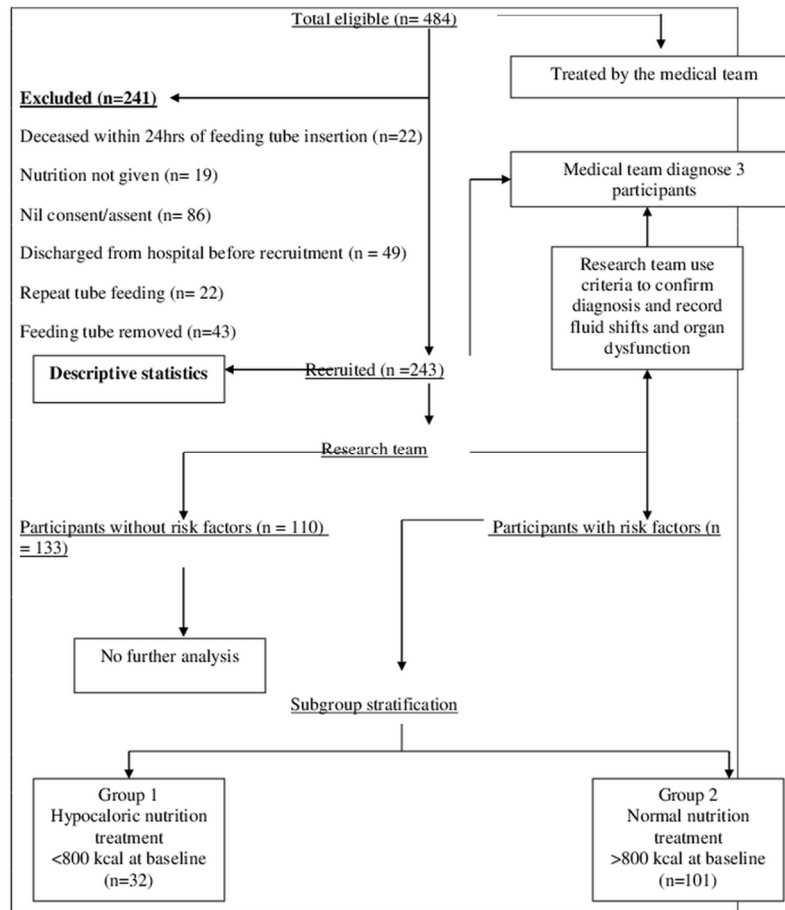 Total eligible (n= 484)
Treated by the medical team
Excluded (n=241)
Deceased within 24hrs of feeding tube insertion (n=22)
Nutrition not given (n= 19)
Nil consent/assent (n= 86)
Discharged from hospital before recruitment (n = 49)
Repeat tube feeding (n= 22)
Feeding tube removed (n=43)
Medical team diagnose 3
participants
Research team use
criteria to confirm
diagnosis and record
fluid shifts and organ
dysfunction
Descriptive statistics
Recruited (n =243)
Research team
Participants without risk factors (n = 110)
Participants with risk factors (n
= 133)
No further analysis
Subgroup stratification
Group 1
Hypocaloric nutrition
treatment
<800 kcal at baseline
(n=32)
Group 2
Normal nutrition
treatment
>800 kcal at baseline
(n=101)